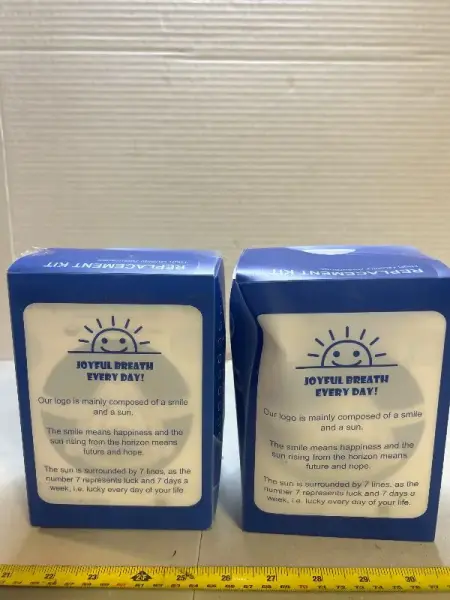 REPLACEMENT KIT
JOYFUL BREATH
EVERY DAY!
Our logo is mainly composed of a smile
and a sun.
The smile means happiness and the
sun rising from the horizon means
future and hope.
The sun is surrounded by 7 lines, as the
number 7 represents luck and 7 days a
week, i.e. lucky every day of your life.
REPLACEMENT KIT
JOYFUL BREATH
EVERY DAY!
Our logo is mainly composed of a smile
and a sun.
The smile means happiness and the
sun rising from the horizon means
future and hope.
The sun is surrounded by 7 lines, as the
number 7 represents luck and 7 days a
week, i.e. lucky every day of your life.
21 22 23 25 26 27 28 29 30